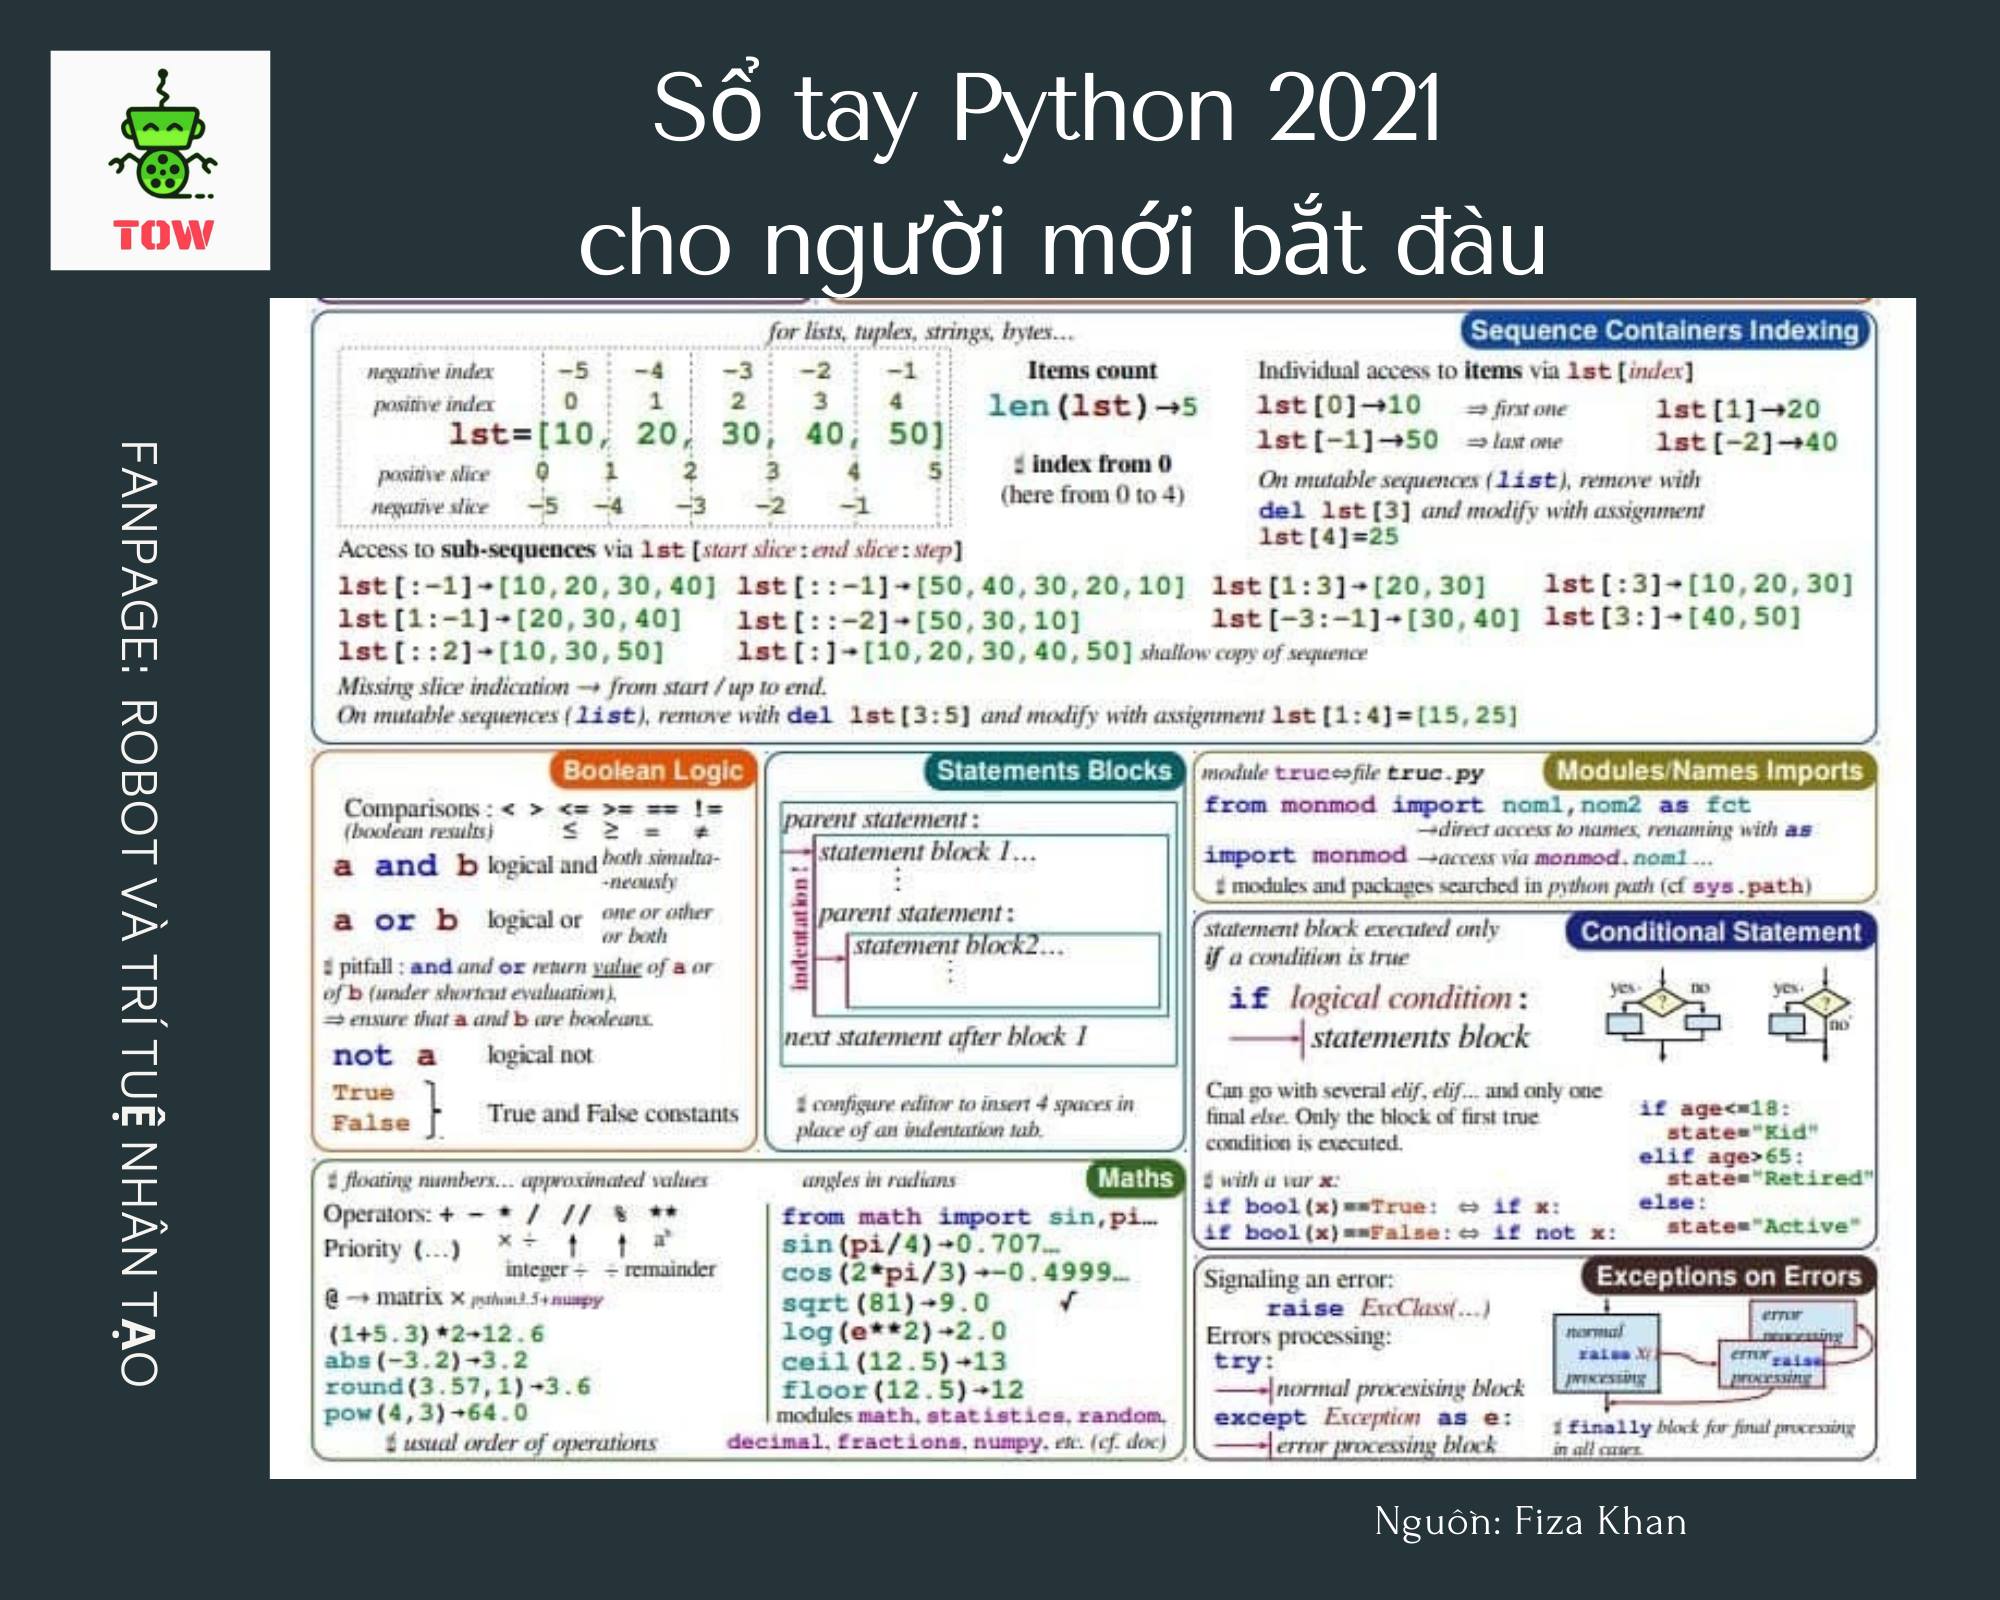 TOW
Sổ tay Python 2021
cho người mới bắt đàu
FANPAGE: ROBOT VÀ TRÍ TUỆ NHÂN TẠO
for lists, tuples, strings, bytes…
Sequence Containers Indexing
negative index -5 -4 -3 -2 -1
positive index 0 1 2 3 4
lst=[10, 20, 30, 40, 50]
positive slice 0 1 2 3 4 5
negative slice -5 -4 -3 -2 -1
Items count
len(lst)→5
index from 0
(here from 0 to 4)
Individual access to items via lst[index]
lst[0]→10 ⇒ first one lst[1]→20
lst[-1]→50 ⇒ last one lst[-2]→40
On mutable sequences (list), remove with
del lst[3] and modify with assignment
lst[4]=25
Access to sub-sequences via lst[start slice:end slice:step]
lst[:-1]→[10,20,30,40] lst[::-1]→[50,40,30,20,10] lst[1:3]→[20,30] lst[:3]→[10,20,30]
lst[1:-1]→[20,30,40] lst[::-2]→[50,30,10] lst[-3:-1]→[30,40] lst[3:]→[40,50]
lst[::2]→[10,30,50] lst[:]→[10,20,30,40,50] shallow copy of sequence
Missing slice indication → from start / up to end.
On mutable sequences (list), remove with del lst[3:5] and modify with assignment lst[1:4]=[15,25]
Boolean Logic
Comparisons : < > <= >= == !=
(boolean results) ≤ ≥ = ≠
a and b logical and both simulta-
-neously
a or b logical or one or other
or both
pitfall : and and or return value of a or
of b (under shortcut evaluation).
⇒ ensure that a and b are booleans.
not a logical not
True
False
True and False constants
Statements Blocks
parent statement :
statement block 1…
⋮
parent statement :
statement block2…
⋮
indentation !
next statement after block 1
configure editor to insert 4 spaces in
place of an indentation tab.
Modules/Names Imports
module truc⇔file truc.py
from monmod import nom1,nom2 as fct
→direct access to names, renaming with as
import monmod →access via monmod.nom1…
modules and packages searched in python path (cf sys.path)
Conditional Statement
statement block executed only
if a condition is true
if logical condition :
statements block
yes ? no
yes ? no
Can go with several elif, elif... and only one
final else. Only the block of first true
condition is executed.
with a var x:
if bool(x)==True: ⇔ if x:
if bool(x)==False: ⇔ if not x:
if age<=18:
state="Kid"
elif age>65:
state="Retired"
else:
state="Active"
Maths
floating numbers… approximated values
angles in radians
Operators: + - * / // % **
× ÷ aᵇ
Priority (…)
integer ÷ ÷ remainder
@ → matrix × python3.5+numpy
(1+5.3)*2→12.6
abs(-3.2)→3.2
round(3.57,1)→3.6
pow(4,3)→64.0
usual order of operations
from math import sin,pi…
sin(pi/4)→0.707…
cos(2*pi/3)→-0.4999…
sqrt(81)→9.0 √
log(e**2)→2.0
ceil(12.5)→13
floor(12.5)→12
modules math, statistics, random,
decimal, fractions, numpy, etc. (cf. doc)
Exceptions on Errors
Signaling an error:
raise ExcClass(…)
Errors processing:
try:
normal procesising block
except Exception as e:
error processing block
normal
raise X()
processing
error
processing
error raise
processing
finally block for final processing
in all cases.
Nguồn: Fiza Khan